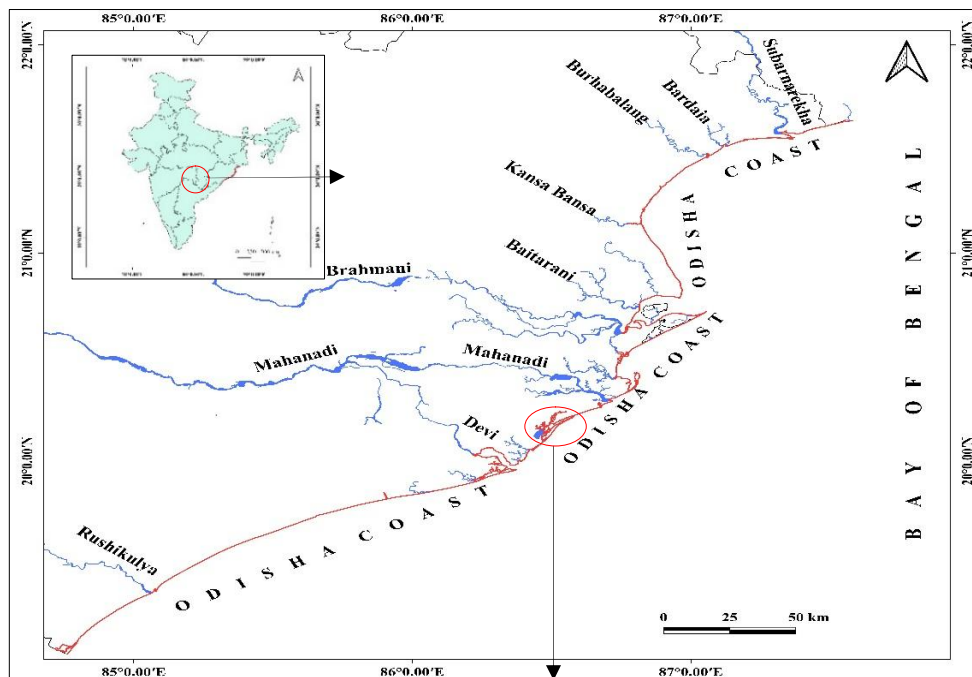 85°0.00′E 86°0.00′E 87°0.00′E
22°0.00′N
22°0.00′N
Subarnarekha
Bardaia
Burhabalang
COAST
Kansa Bansa
ODISHA
21°0.00′N
21°0.00′N
Baitarani
Brahmani
Mahanadi
Mahanadi
ODISHA COAST
Devi
20°0.00′N
20°0.00′N
BAY OF BENGAL
Rushikulya
ODISHA COAST
0 25 50 km
85°0.00′E 86°0.00′E 87°0.00′E